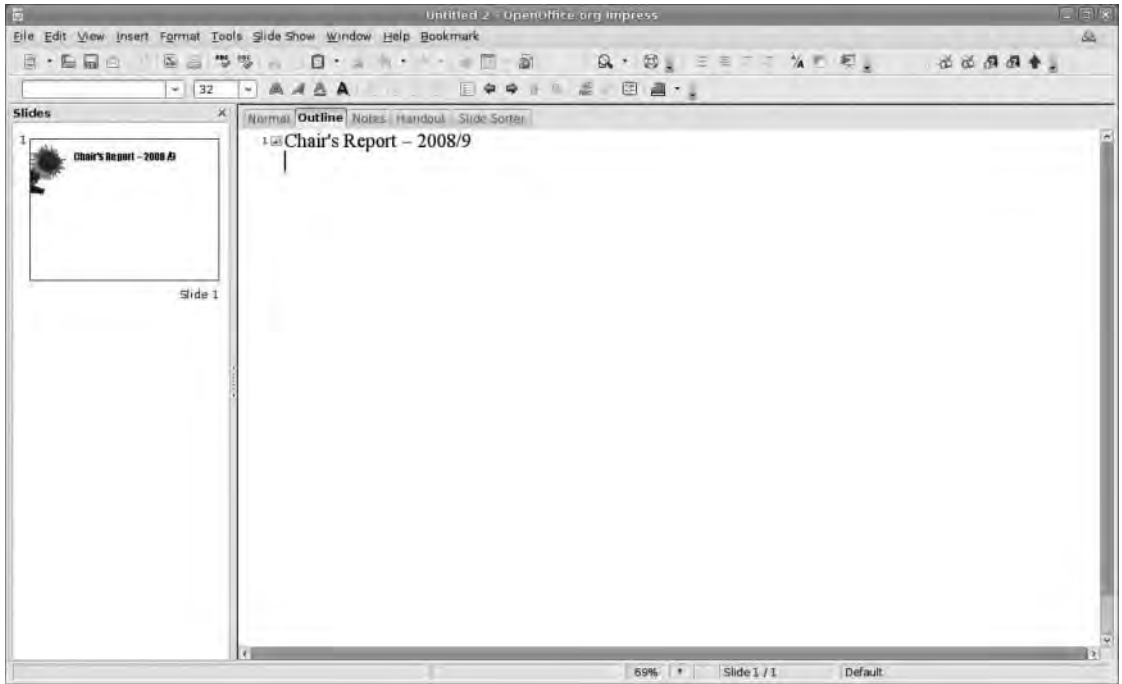 Untitled 2 - OpenOffice.org Impress
File Edit View Insert Format Tools Slide Show Window Help Bookmark
32
Slides
Normal Outline Notes Handout Slide Sorter
1
Chair's Report – 2008/9
Slide 1
1 Chair's Report – 2008/9
69% * Slide 1 / 1 Default